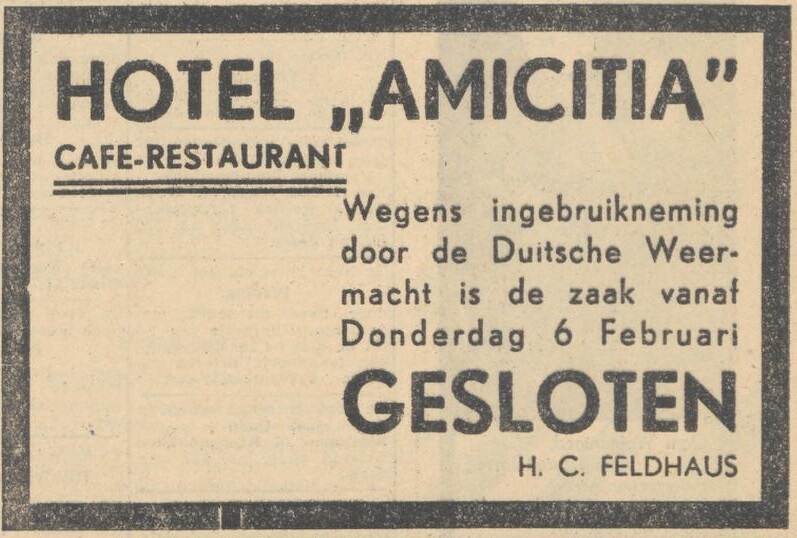 HOTEL „AMICITIA”
CAFE-RESTAURANT
Wegens ingebruikneming
door de Duitsche Weer-
macht is de zaak vanaf
Donderdag 6 Februari
GESLOTEN
H. C. FELDHAUS